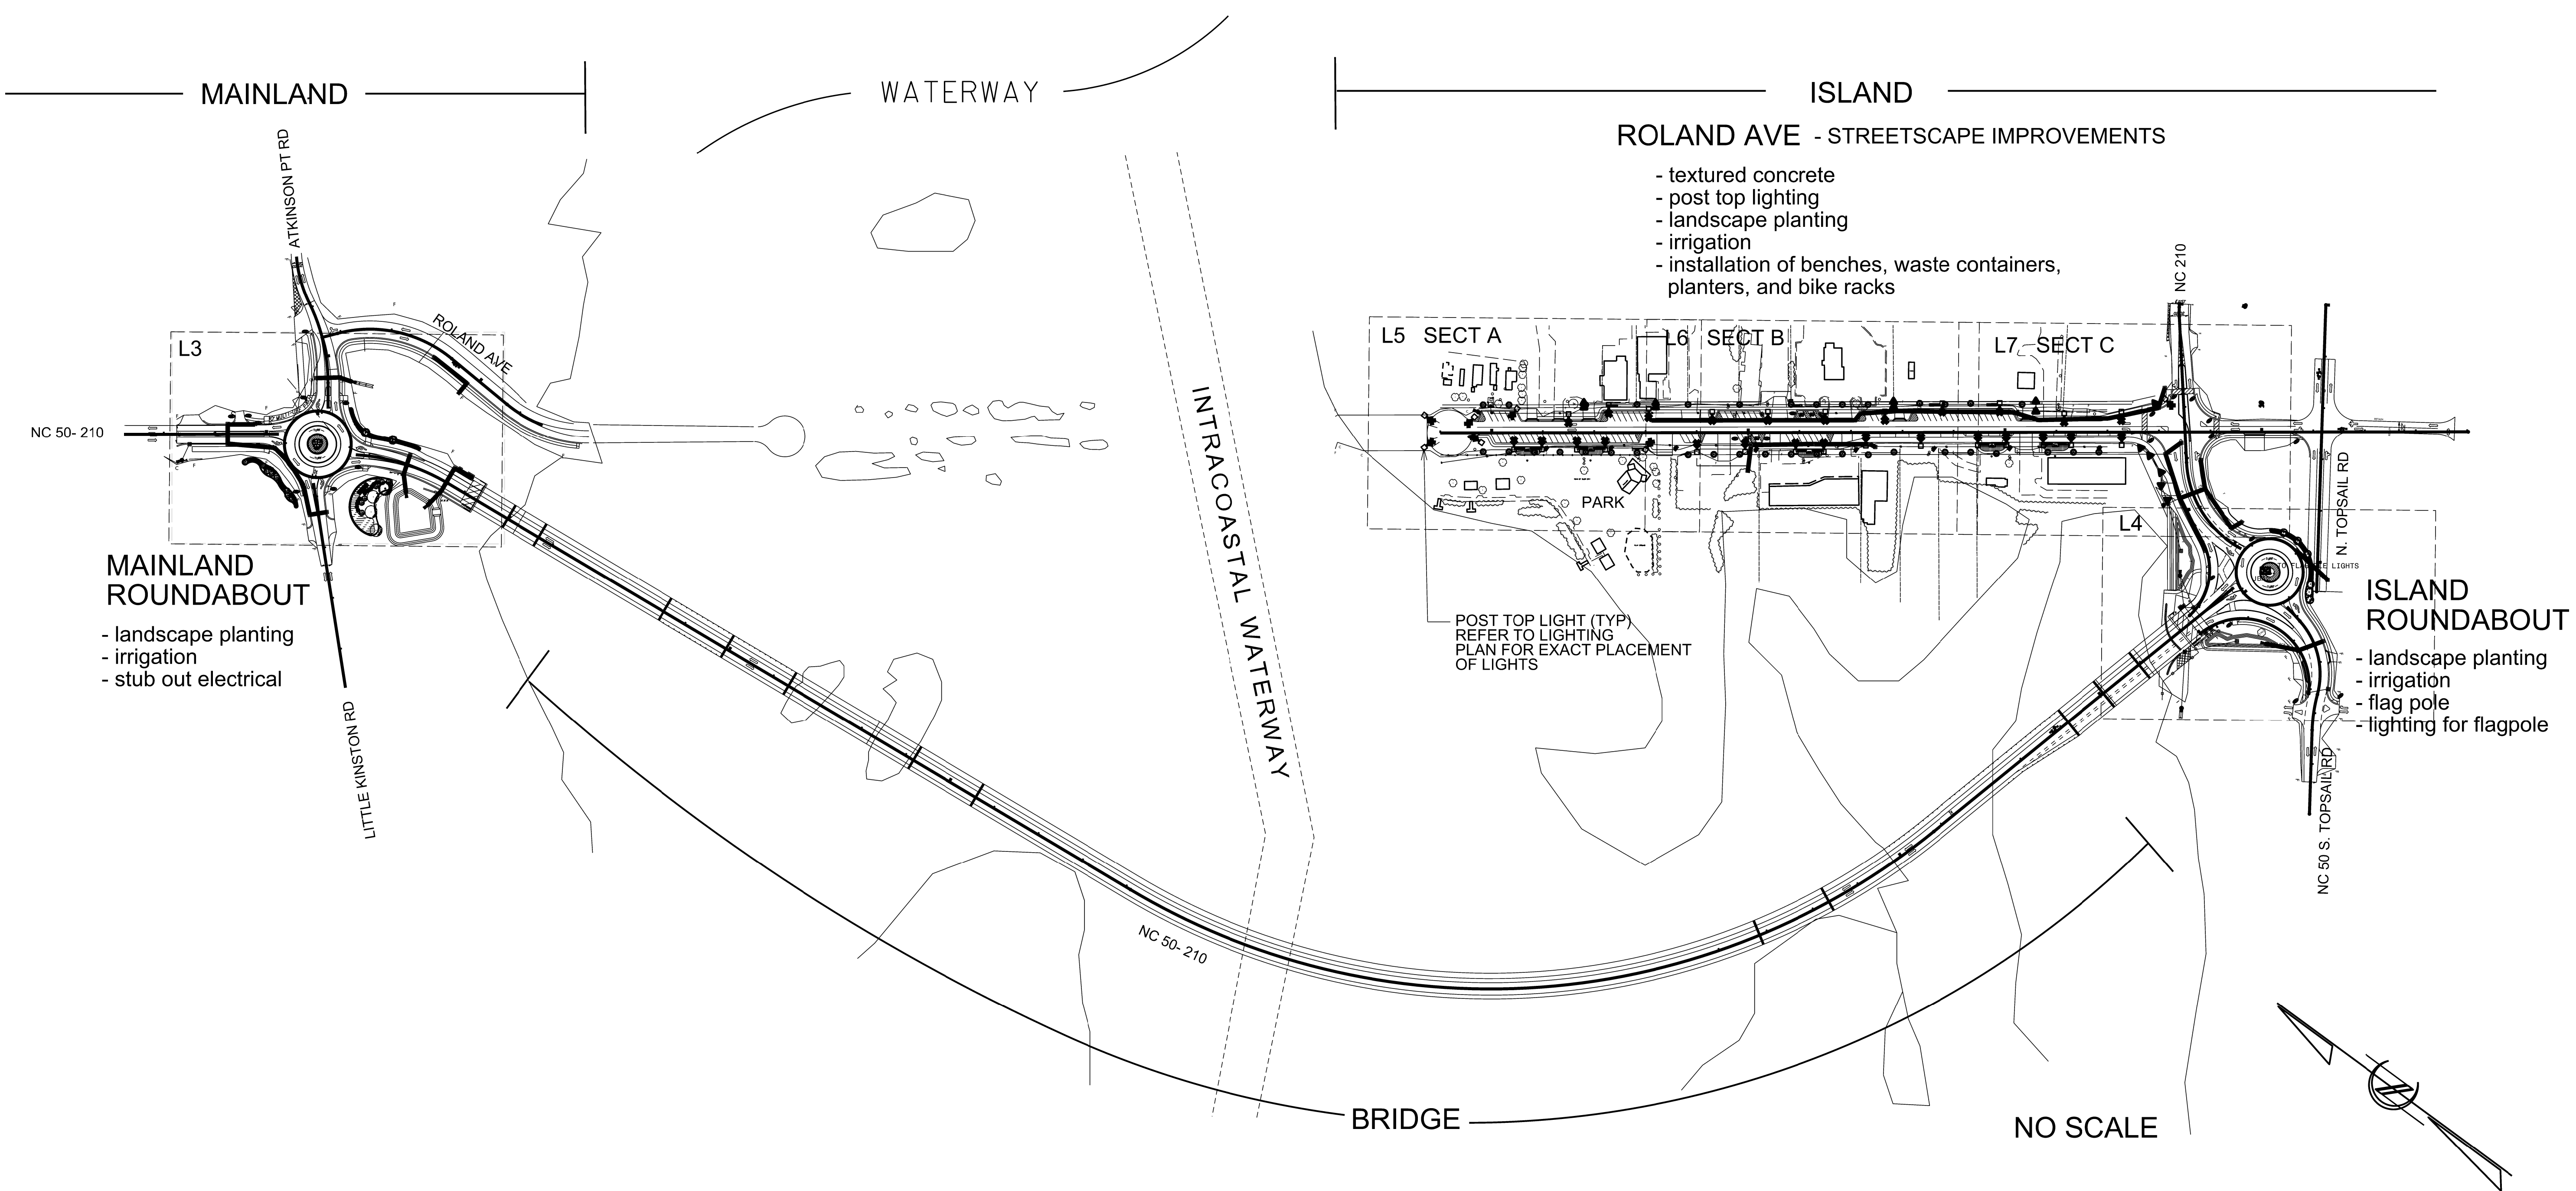 MAINLAND
WATERWAY
ISLAND
ROLAND AVE - STREETSCAPE IMPROVEMENTS
- textured concrete
- post top lighting
- landscape planting
- irrigation
- installation of benches, waste containers,
planters, and bike racks
ATKINSON PT RD
NC 210
ROLAND AVE
L3
L5 SECT A
L6 SECT B
L7 SECT C
NC 50- 210
INTRACOASTAL WATERWAY
PARK
N. TOPSAIL RD
L4
MAINLAND
ROUNDABOUT
- landscape planting
- irrigation
- stub out electrical
LITTLE KINSTON RD
POST TOP LIGHT (TYP)
REFER TO LIGHTING
PLAN FOR EXACT PLACEMENT
OF LIGHTS
ISLAND
ROUNDABOUT
- landscape planting
- irrigation
- flag pole
- lighting for flagpole
NC 50 S. TOPSAIL RD
NC 50- 210
BRIDGE
NO SCALE